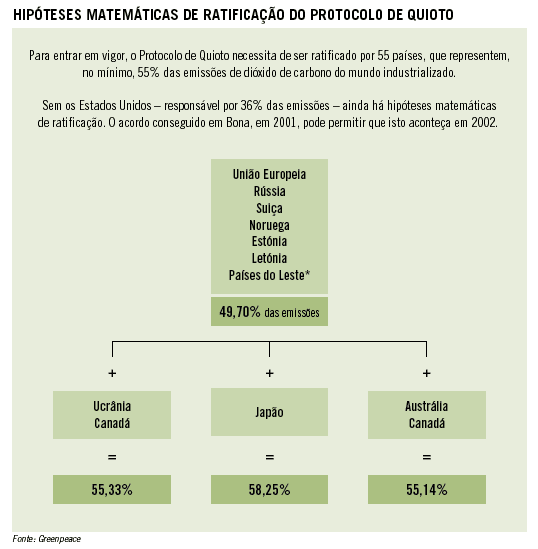 HIPÓTESES MATEMÁTICAS DE RATIFICAÇÃO DO PROTOCOLO DE QUIOTO
Para entrar em vigor, o Protocolo de Quioto necessita de ser ratificado por 55 países, que representem,
no mínimo, 55% das emissões de dióxido de carbono do mundo industrializado.
Sem os Estados Unidos – responsável por 36% das emissões – ainda há hipóteses matemáticas
de ratificação. O acordo conseguido em Bona, em 2001, pode permitir que isto aconteça em 2002.
União Europeia
Rússia
Suiça
Noruega
Estónia
Letónia
Países do Leste*
49,70% das emissões
+ + +
Ucrânia
Canadá
Japão
Austrália
Canadá
= = =
55,33% 58,25% 55,14%
Fonte: Greenpeace